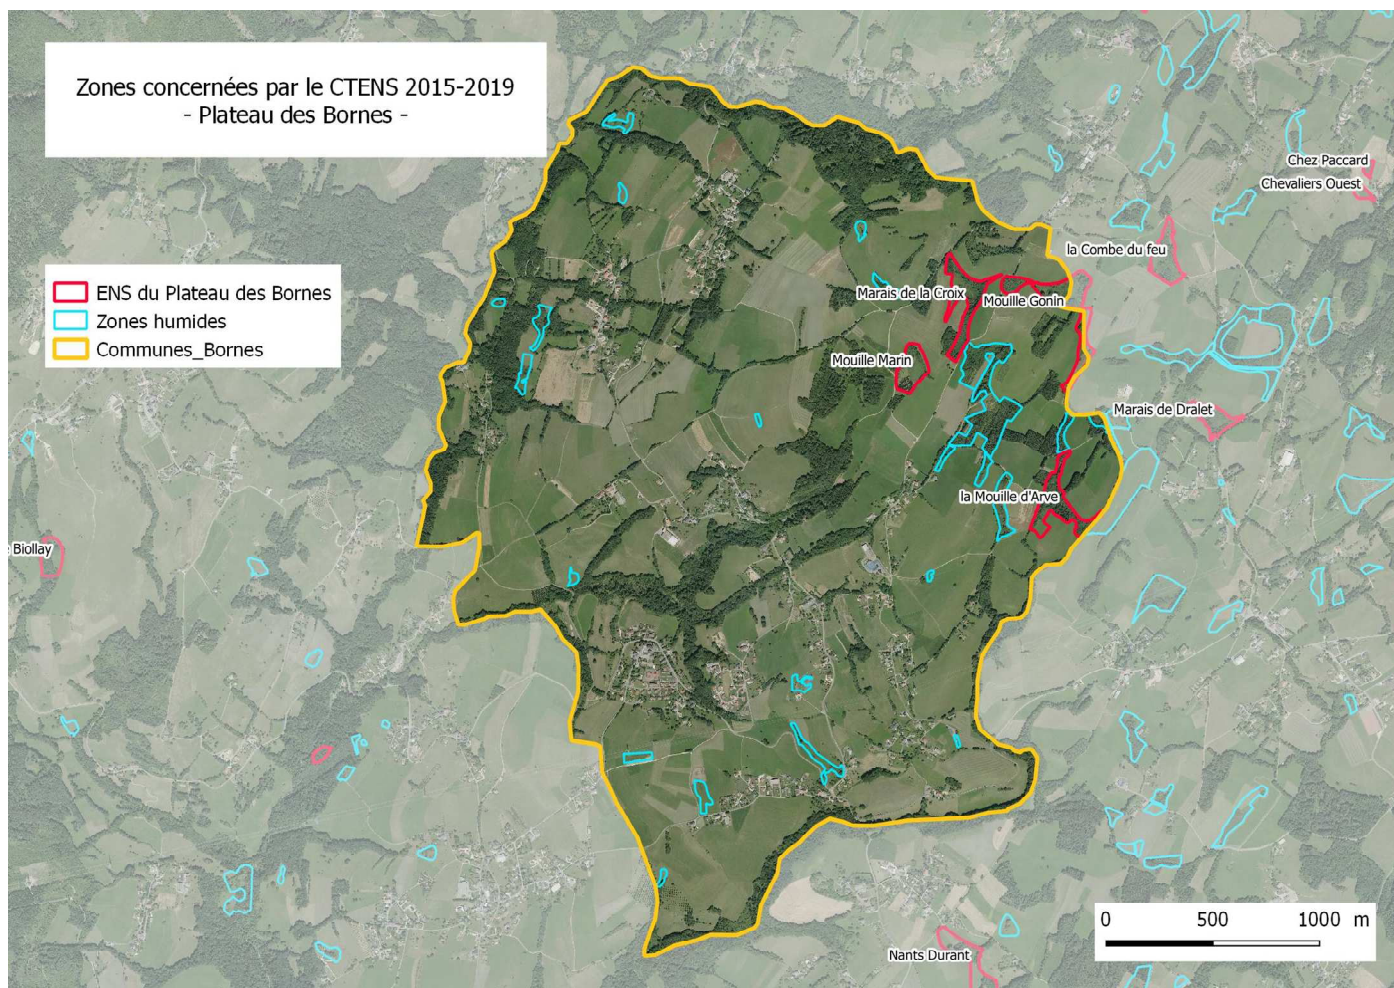 Zones concernées par le CTENS 2015-2019
- Plateau des Bornes -
Chez Paccard
Chevaliers Ouest
la Combe du feu
ENS du Plateau des Bornes
Zones humides
Communes_Bornes
Marais de la Croix
Mouille Gonin
Mouille Marin
Marais de Dralet
la Mouille d'Arve
Biollay
0 500 1000 m
Nants Durant